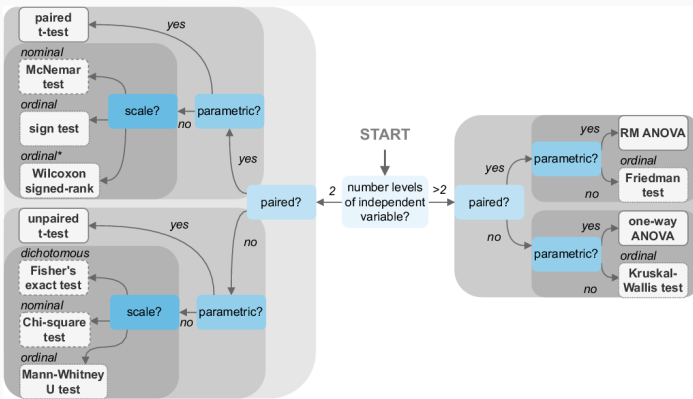 paired
t-test
yes
nominal
McNemar
test
scale?
parametric?
no
ordinal
sign test
ordinal*
Wilcoxon
signed-rank
yes
START
number levels
of independent
variable?
2
>2
paired?
no
unpaired
t-test
yes
dichotomous
Fisher's
exact test
scale?
parametric?
no
nominal
Chi-square
test
ordinal
Mann-Whitney
U test
paired?
yes
parametric?
yes
RM ANOVA
ordinal
Friedman
test
no
no
parametric?
yes
one-way
ANOVA
ordinal
Kruskal-
Wallis test
no